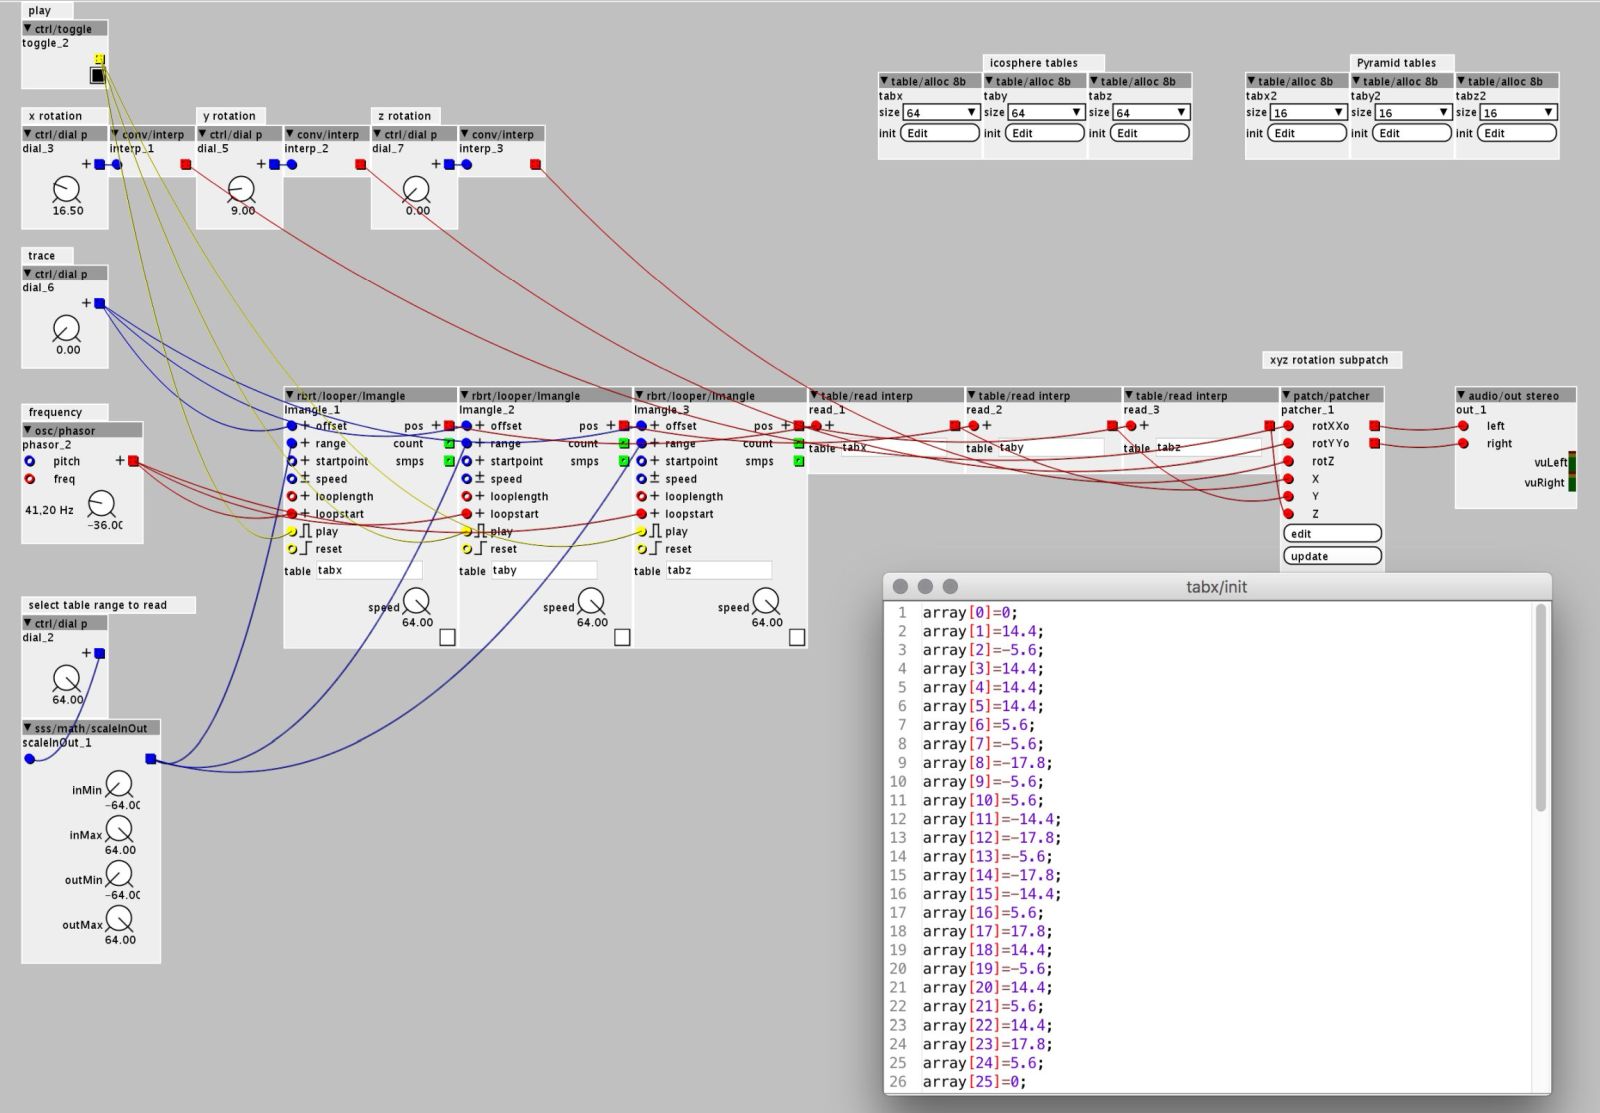 play
ctrl/toggle
toggle_2
x rotation
y rotation
z rotation
ctrl/dial p
conv/interp
ctrl/dial p
conv/interp
ctrl/dial p
conv/interp
dial_3
interp_1
dial_5
interp_2
dial_7
interp_3
16.50
9.00
0.00
icosphere tables
table/alloc 8b
table/alloc 8b
table/alloc 8b
tabx
taby
tabz
size 64
size 64
size 64
init Edit
init Edit
init Edit
Pyramid tables
table/alloc 8b
table/alloc 8b
table/alloc 8b
tabx2
taby2
tabz2
size 16
size 16
size 16
init Edit
init Edit
init Edit
trace
ctrl/dial p
dial_6
0.00
frequency
osc/phasor
phasor_2
pitch
freq
41,20 Hz
-36.00
select table range to read
ctrl/dial p
dial_2
64.00
sss/math/scaleInOut
scaleInOut_1
inMin
-64.00
inMax
64.00
outMin
-64.00
outMax
64.00
rbrt/looper/lmangle
lmangle_1
offset pos
range count
startpoint smps
speed
looplength
loopstart
play
reset
table tabx
speed
64.00
rbrt/looper/lmangle
lmangle_2
offset pos
range count
startpoint smps
speed
looplength
loopstart
play
reset
table taby
speed
64.00
rbrt/looper/lmangle
lmangle_3
offset pos
range count
startpoint smps
speed
looplength
loopstart
play
reset
table tabz
speed
64.00
table/read interp
read_1
table tabx
table/read interp
read_2
table taby
table/read interp
read_3
table tabz
xyz rotation subpatch
patch/patcher
patcher_1
rotXXo
rotYYo
rotZ
X
Y
Z
edit
update
audio/out stereo
out_1
left
right
vuLeft
vuRight
tabx/init
1 array[0]=0;
2 array[1]=14.4;
3 array[2]=-5.6;
4 array[3]=14.4;
5 array[4]=14.4;
6 array[5]=14.4;
7 array[6]=5.6;
8 array[7]=-5.6;
9 array[8]=-17.8;
10 array[9]=-5.6;
11 array[10]=5.6;
12 array[11]=-14.4;
13 array[12]=-17.8;
14 array[13]=-5.6;
15 array[14]=-17.8;
16 array[15]=-14.4;
17 array[16]=5.6;
18 array[17]=17.8;
19 array[18]=14.4;
20 array[19]=-5.6;
21 array[20]=14.4;
22 array[21]=5.6;
23 array[22]=14.4;
24 array[23]=17.8;
25 array[24]=5.6;
26 array[25]=0;